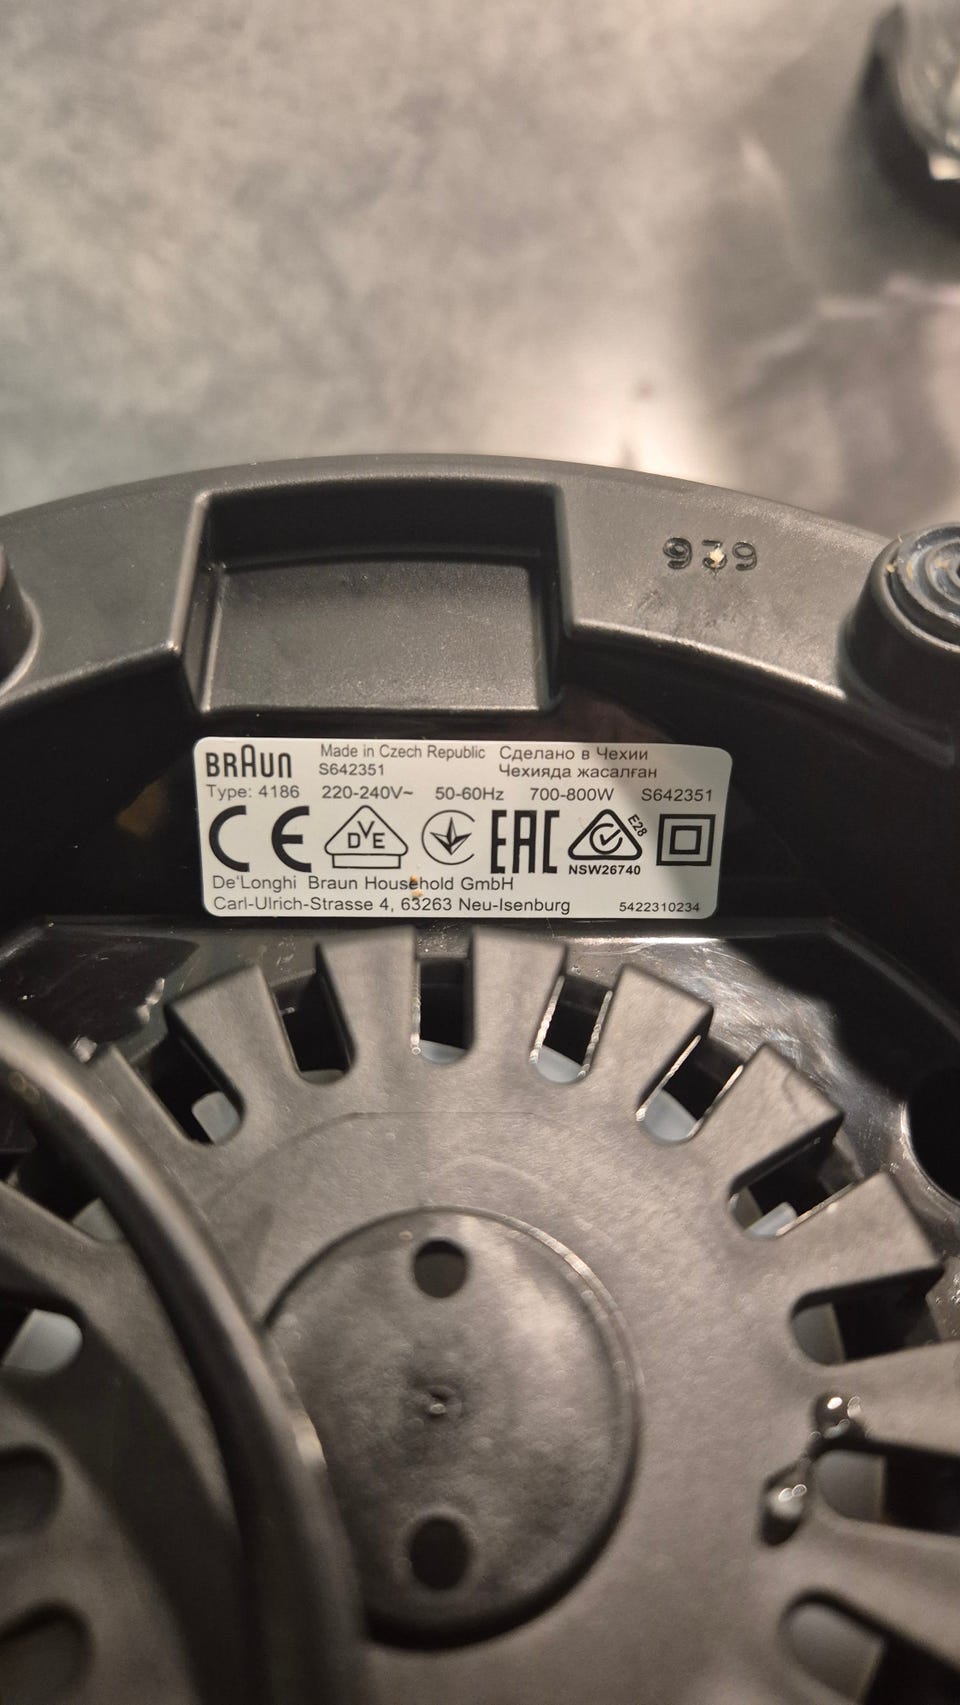 939
BRAUN Made in Czech Republic Сделано в Чехии
S642351 Чехияда жасалған
Type: 4186 220-240V~ 50-60Hz 700-800W S642351
CE DVE EAC E28
NSW26740
De'Longhi Braun Household GmbH
Carl-Ulrich-Strasse 4, 63263 Neu-Isenburg 5422310234